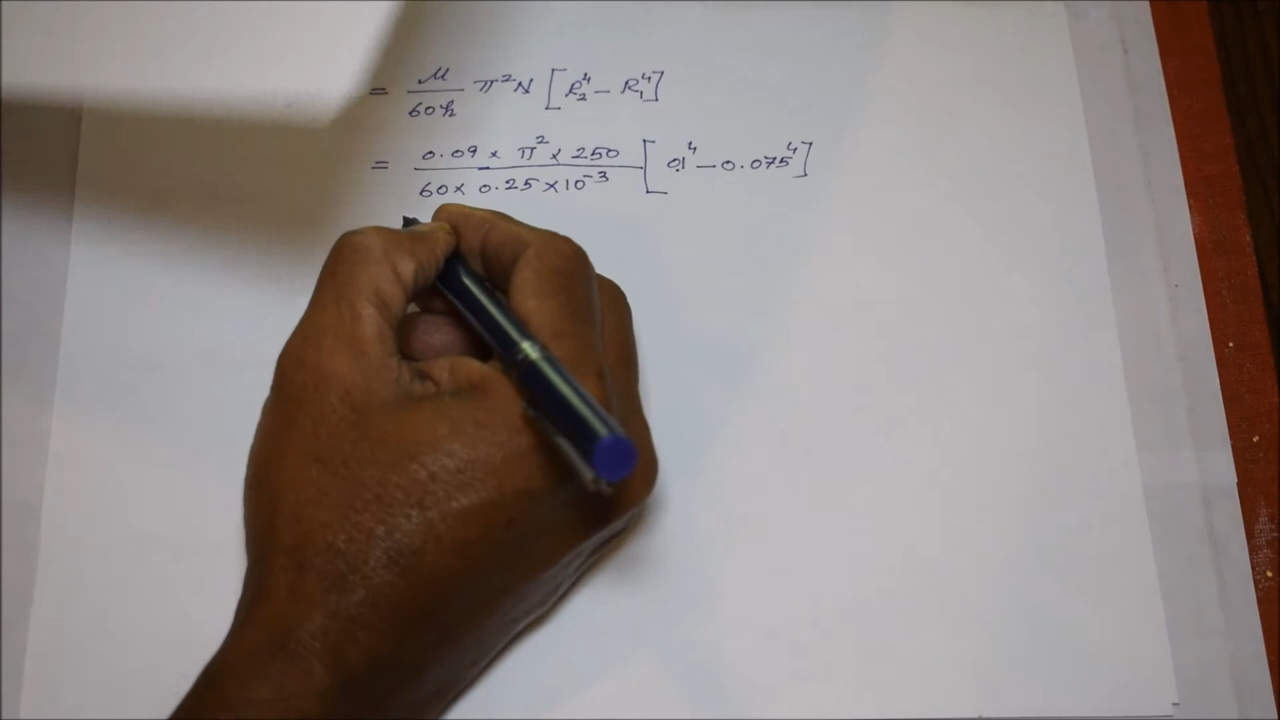 = μ/60h π²N [R₂⁴ - R₁⁴]
= 0.09 × π² × 250 / 60 × 0.25 × 10⁻³ [0.1⁴ - 0.075⁴]